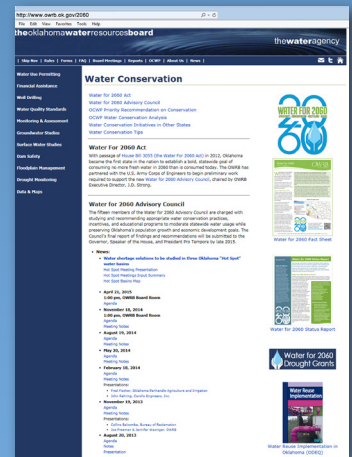 http://www.owrb.ok.gov/2060
File Edit View Favorites Tools Help
theoklahomawaterresourcesboard
thewateragency
| Skip Nav | Rules | Forms | FAQ | Board Meetings | Reports | OCWP | About Us | News |
Water Use Permitting
Financial Assistance
Well Drilling
Water Quality Standards
Monitoring & Assessment
Groundwater Studies
Surface Water Studies
Dam Safety
Floodplain Management
Drought Monitoring
Data & Maps
Water Conservation
Water for 2060 Act
Water for 2060 Advisory Council
OCWP Priority Recommendation on Conservation
OCWP Water Conservation Analysis
Water Conservation Initiatives in Other States
Water Conservation Tips
Water For 2060 Act
With passage of House Bill 3055 (the Water for 2060 Act) in 2012, Oklahoma
became the first state in the nation to establish a bold, statewide goal of
consuming no more fresh water in 2060 than is consumed today. The OWRB has
partnered with the U.S. Army Corps of Engineers to begin preliminary work
required to support the new Water for 2060 Advisory Council, chaired by OWRB
Executive Director, J.D. Strong.
Water for 2060 Advisory Council
The fifteen members of the Water for 2060 Advisory Council are charged with
studying and recommending appropriate water conservation practices,
incentives, and educational programs to moderate statewide water usage while
preserving Oklahoma's population growth and economic development goals. The
Council's final report of findings and recommendations will be submitted to the
Governor, Speaker of the House, and President Pro Tempore by late 2015.
• News:
• Water shortage solutions to be studied in three Oklahoma "Hot Spot"
water basins
Hot Spot Meeting Presentation
Hot Spot Meetings Input Summary
Hot Spot Basins Map
• April 21, 2015
1:00 pm, OWRB Board Room
Agenda
• November 18, 2014
1:00 pm, OWRB Board Room
Agenda
Meeting Notes
• August 19, 2014
Agenda
Meeting Notes
• May 20, 2014
Agenda
Meeting Notes
• February 18, 2014
Agenda
Meeting Notes
Presentations:
• November 19, 2013
Agenda
Meeting Notes
Presentations:
• Collins Balcombe, Bureau of Reclamation
• August 20, 2013
Agenda
Notes
Presentation
WATER FOR 2060
Water for 2060 Fact Sheet
Water for 2060 Status Report
Water for 2060
Drought Grants
Water Reuse
Implementation
Water Reuse Implementation in
Oklahoma (ODEQ)